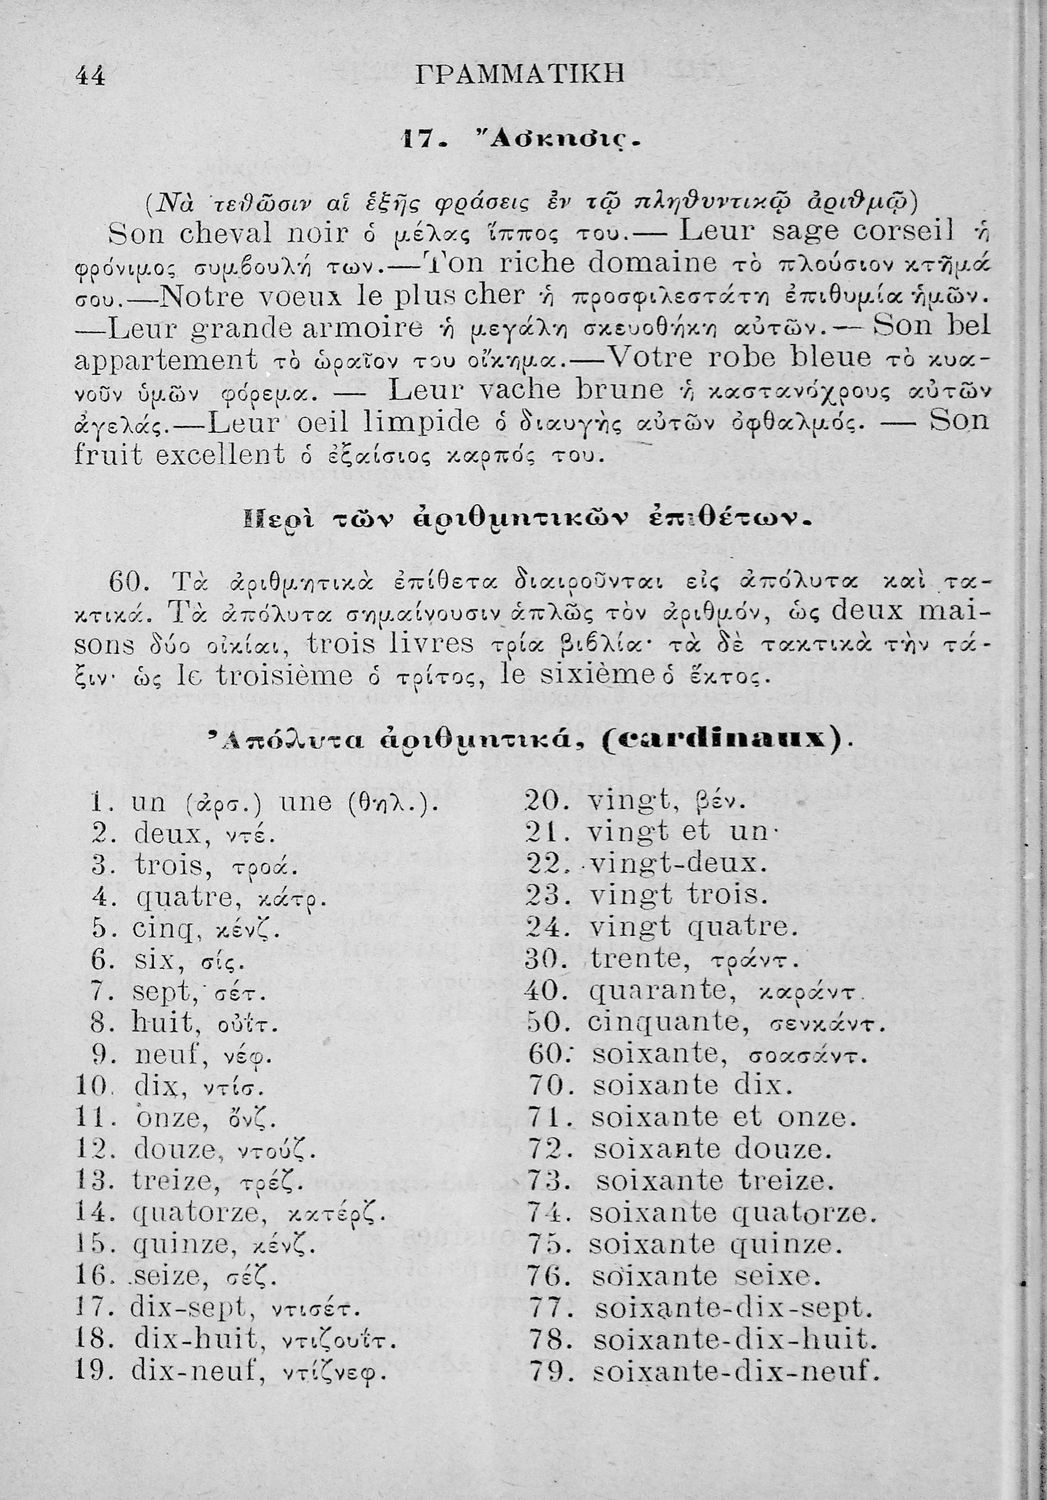 44 ΓΡΑΜΜΑΤΙΚΗ
17. Ἄσκησις.
(Νὰ τεθῶσιν αἱ ἑξῆς φράσεις ἐν τῷ πληθυντικῷ ἀριθμῷ)
Son cheval noir ὁ μέλας ἵππος του.— Leur sage corseil ἡ
φρόνιμος συμβουλή των.—Ton riche domaine τὸ πλούσιον κτῆμά
σου.—Notre voeux le plus cher ἡ προσφιλεστάτη ἐπιθυμία ἡμῶν.
—Leur grande armoire ἡ μεγάλη σκευοθήκη αὐτῶν.— Son bel
appartement τὸ ὡραῖον του οἴκημα.—Votre robe bleue τὸ κυα-
νοῦν ὑμῶν φόρεμα. — Leur vache brune ἡ καστανόχρους αὐτῶν
ἀγελάς.—Leur oeil limpide ὁ διαυγὴς αὐτῶν ὀφθαλμός. — Son
fruit excellent ὁ ἐξαίσιος καρπός του.
Περὶ τῶν ἀριθμητικῶν ἐπιθέτων.
60. Τὰ ἀριθμητικὰ ἐπίθετα διαιροῦνται εἰς ἀπόλυτα καὶ τα-
κτικά. Τὰ ἀπόλυτα σημαίνουσιν ἁπλῶς τὸν ἀριθμόν, ὡς deux mai-
sons δύο οἰκίαι, trois livres τρία βιβλία· τὰ δὲ τακτικὰ τὴν τά-
ξιν· ὡς le troisième ὁ τρίτος, le sixième ὁ ἕκτος.
Ἀπόλυτα ἀριθμητικά, (cardinaux).
1. un (ἀρσ.) une (θηλ.).
2. deux, ντέ.
3. trois, τροά.
4. quatre, κάτρ.
5. cinq, κένζ.
6. six, σίς.
7. sept, σέτ.
8. huit, οὐΐτ.
9. neuf, νέφ.
10. dix, ντίσ.
11. onze, ὄνζ.
12. douze, ντούζ.
13. treize, τρέζ.
14. quatorze, κατέρζ.
15. quinze, κένζ.
16. seize, σέζ.
17. dix-sept, ντισέτ.
18. dix-huit, ντιζουΐτ.
19. dix-neuf, ντίζνεφ.
20. vingt, βέν.
21. vingt et un·
22. vingt-deux.
23. vingt trois.
24. vingt quatre.
30. trente, τράντ.
40. quarante, καράντ.
50. cinquante, σενκάντ.
60. soixante, σοασάντ.
70. soixante dix.
71. soixante et onze.
72. soixante douze.
73. soixante treize.
74. soixante quatorze.
75. soixante quinze.
76. soixante seixe.
77. soixante-dix-sept.
78. soixante-dix-huit.
79. soixante-dix-neuf.